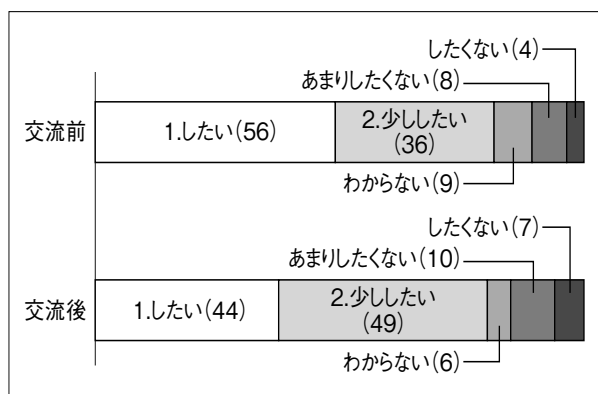 したくない(4)
あまりしたくない(8)
交流前
1.したい(56)
2.少ししたい
(36)
わからない(9)
したくない(7)
あまりしたくない(10)
交流後
1.したい(44)
2.少ししたい
(49)
わからない(6)